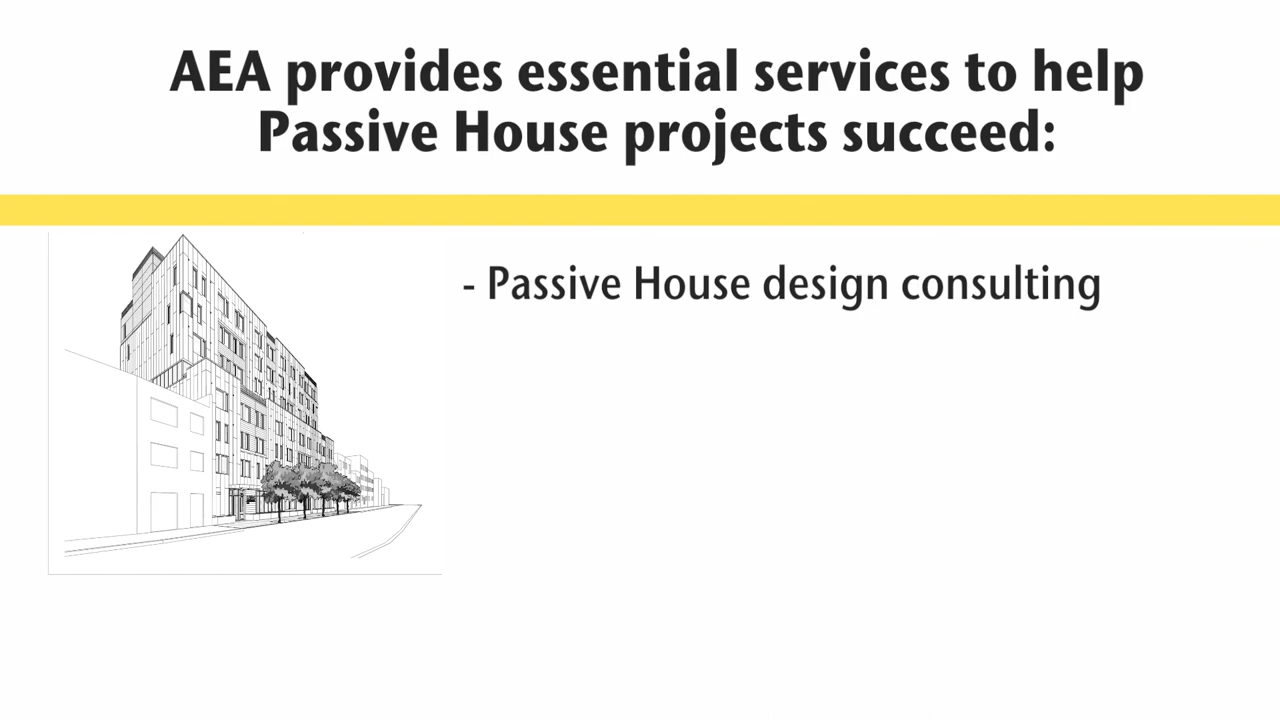 AEA provides essential services to help
Passive House projects succeed:
- Passive House design consulting